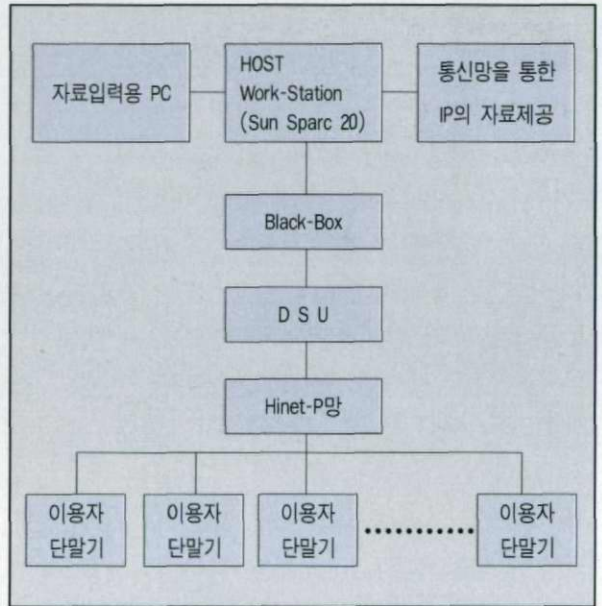 자료입력용 PC
HOST
Work-Station
(Sun Sparc 20)
통신망을 통한
IP의 자료제공
Black-Box
D S U
Hinet-P망
이용자
단말기
이용자
단말기
이용자
단말기
이용자
단말기